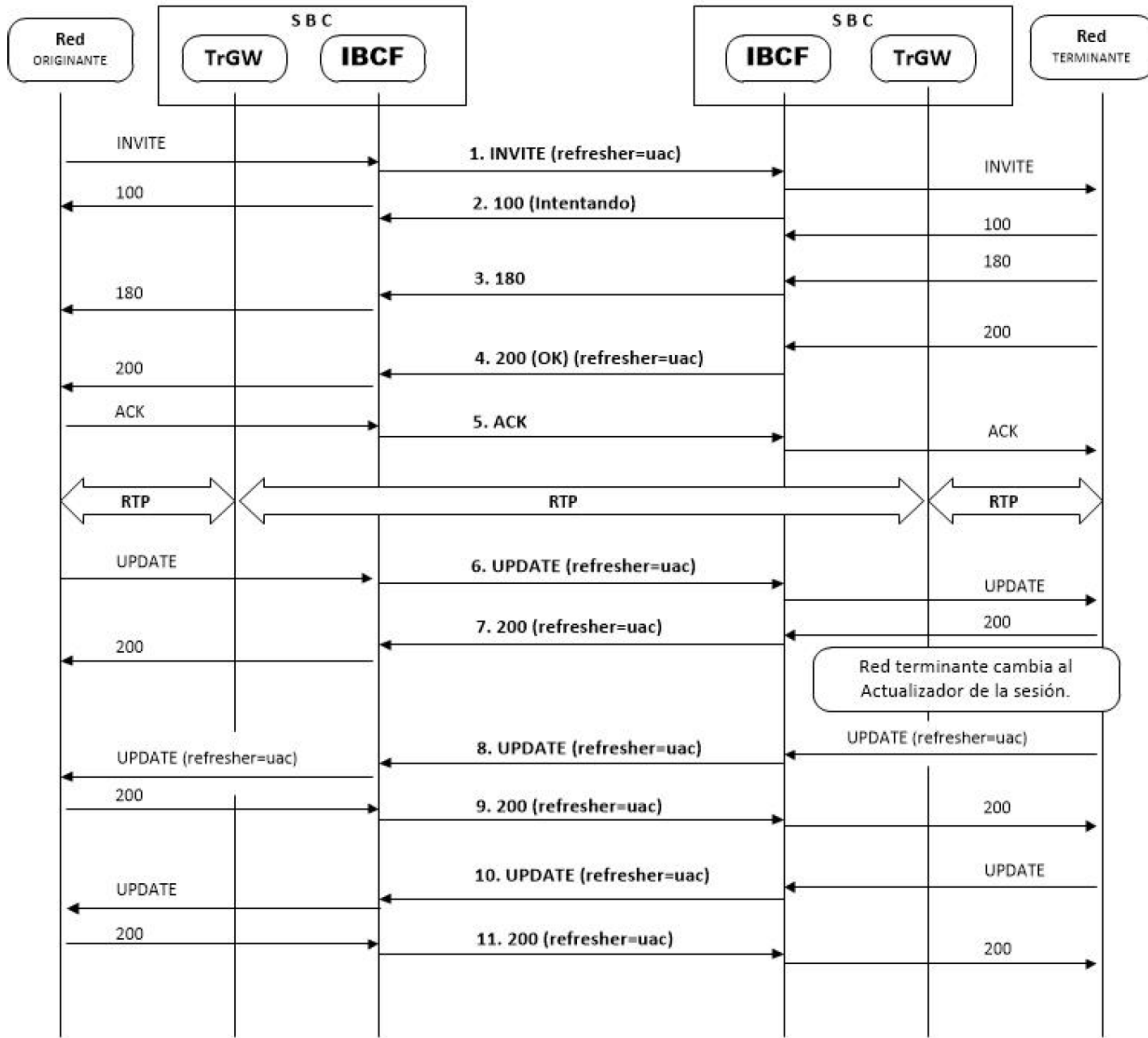 S B C
S B C
Red
ORIGINANTE
TrGW
IBCF
IBCF
TrGW
Red
TERMINANTE
INVITE
1. INVITE (refresher=uac)
INVITE
100
2. 100 (Intentando)
100
180
3. 180
180
200
4. 200 (OK) (refresher=uac)
200
ACK
5. ACK
ACK
RTP
RTP
RTP
UPDATE
6. UPDATE (refresher=uac)
UPDATE
200
7. 200 (refresher=uac)
200
Red terminante cambia al
Actualizador de la sesión.
UPDATE (refresher=uac)
8. UPDATE (refresher=uac)
UPDATE (refresher=uac)
200
9. 200 (refresher=uac)
200
UPDATE
10. UPDATE (refresher=uac)
UPDATE
200
11. 200 (refresher=uac)
200